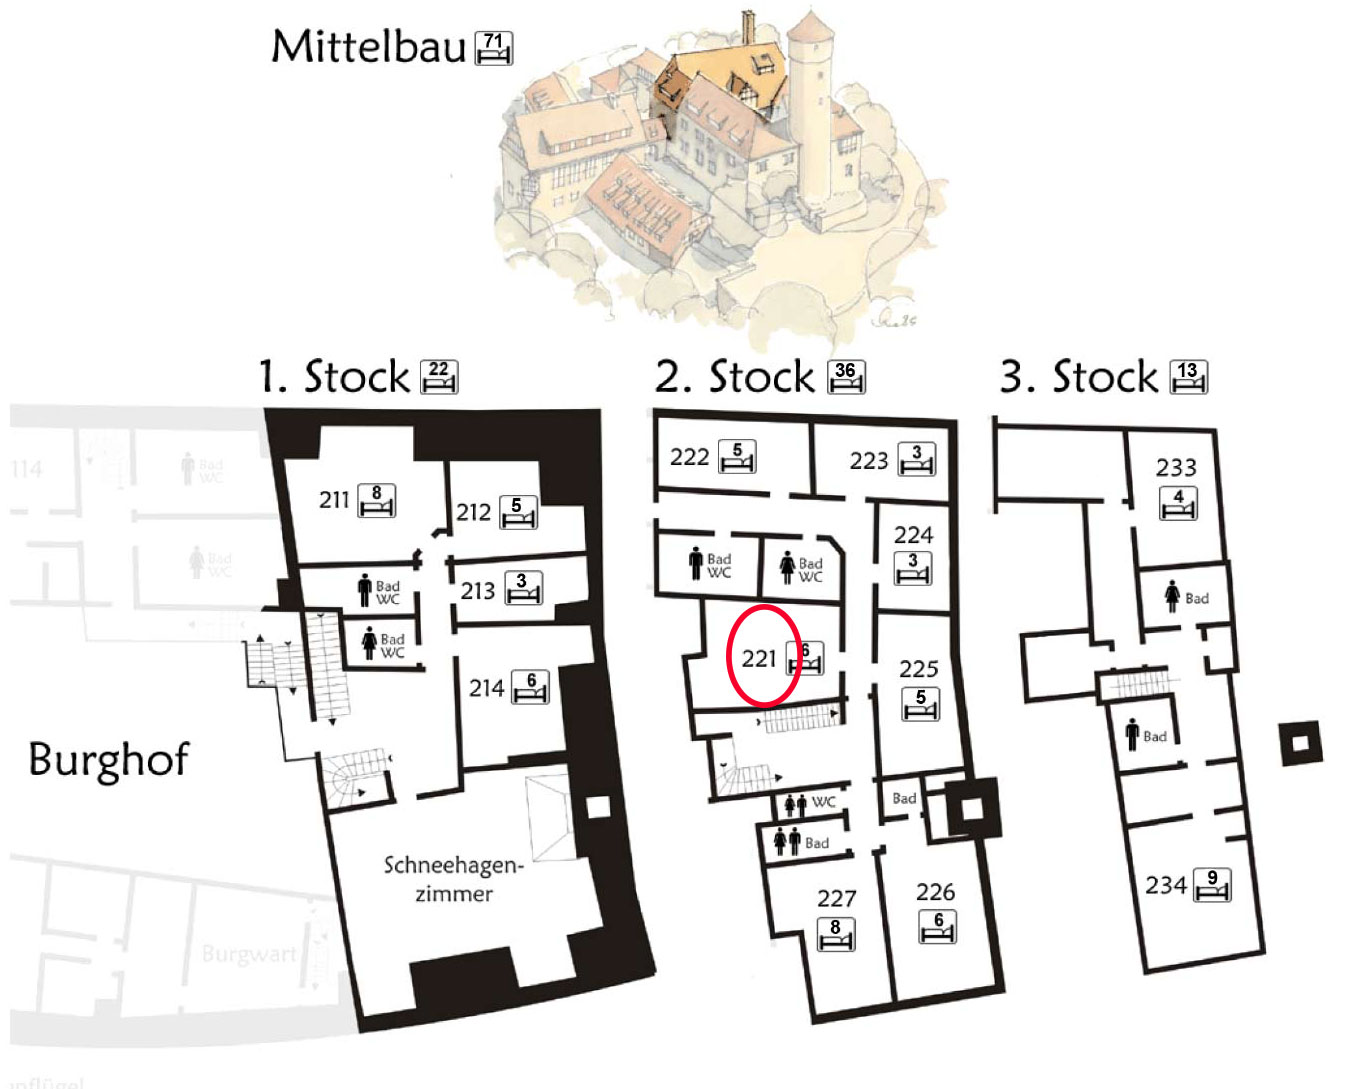 Mittelbau 71
1. Stock 22
2. Stock 36
3. Stock 13
114
Bad
WC
Bad
WC
211 8
212 5
Bad
WC
213 3
Bad
WC
214 6
Burghof
Schneehagen-
zimmer
Burgwart
222 5
223 3
224
3
Bad
WC
Bad
WC
221 6
225
5
WC
Bad
Bad
227
8
226
6
233
4
Bad
Bad
234 9